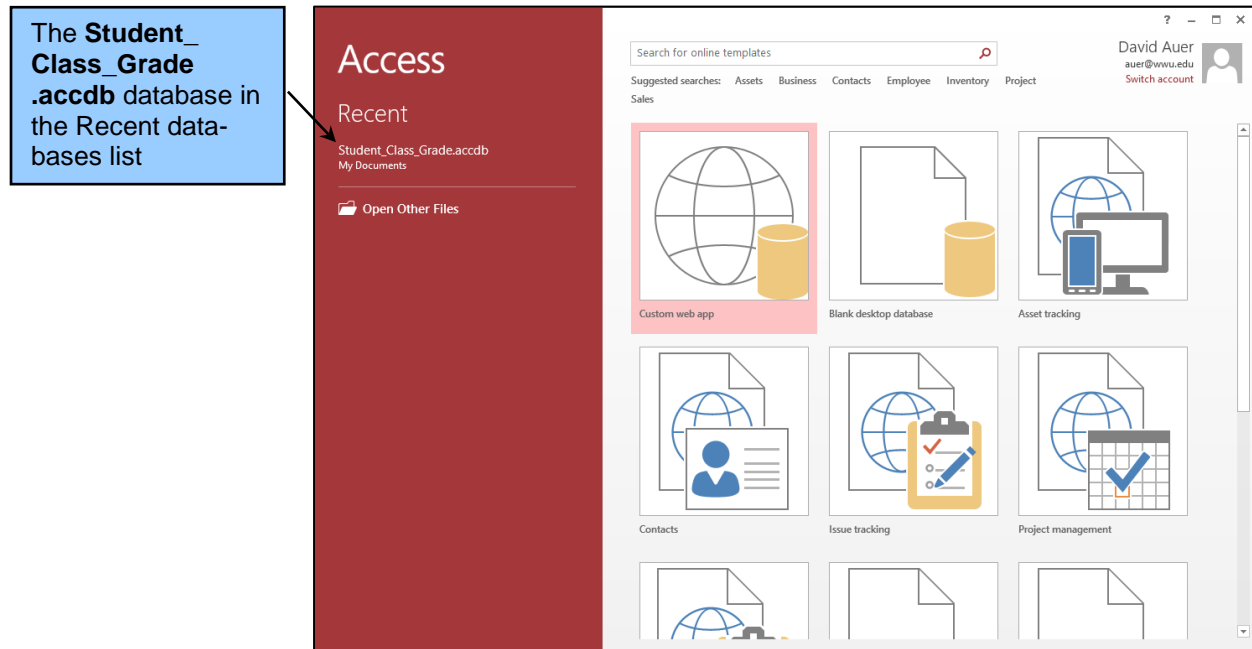 The Student_
Class_Grade
.accdb database in
the Recent data-
bases list
Access
Recent
Student_Class_Grade.accdb
My Documents
Open Other Files
? – □ ×
Search for online templates
Suggested searches: Assets Business Contacts Employee Inventory Project
Sales
David Auer
auer@wwu.edu
Switch account
Custom web app
Blank desktop database
Asset tracking
Contacts
Issue tracking
Project management